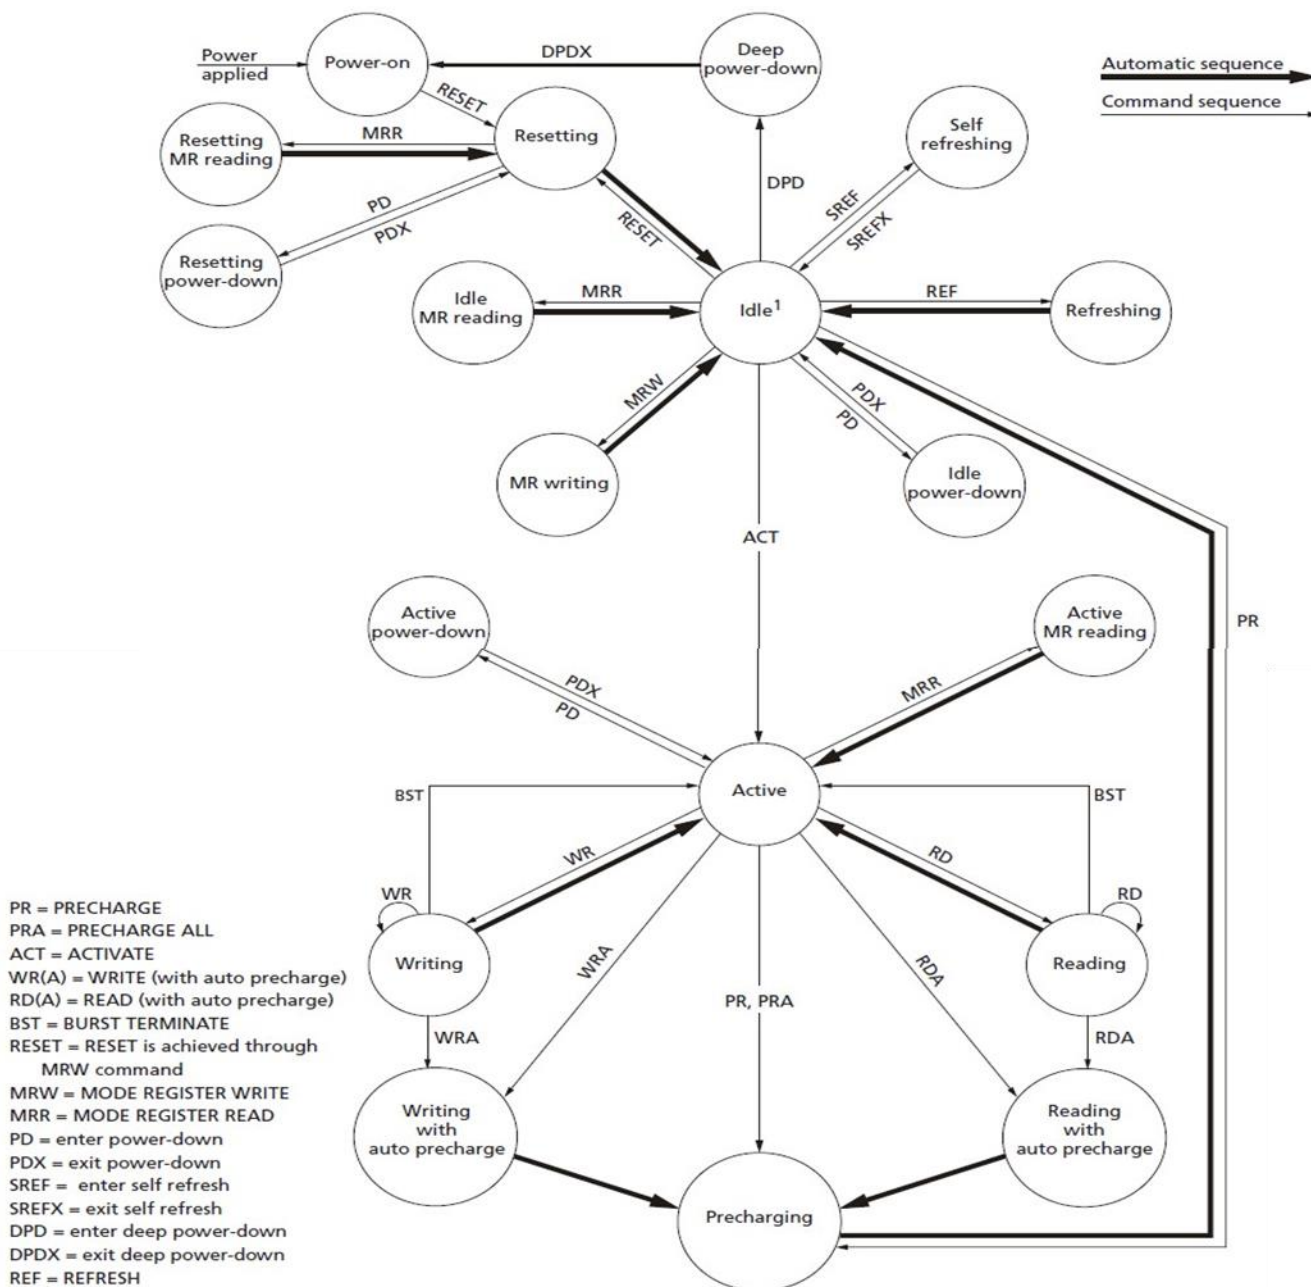 Power
applied
Power-on
DPDX
Deep
power-down
Automatic sequence
Command sequence
RESET
Resetting
MR reading
MRR
Resetting
Self
refreshing
PD
PDX
DPD
SREF
SREFX
RESET
Resetting
power-down
Idle
MR reading
MRR
Idle¹
REF
Refreshing
MRW
PDX
PD
MR writing
Idle
power-down
ACT
Active
power-down
Active
MR reading
PR
PDX
PD
MRR
Active
BST
BST
WR
RD
WR
RD
Writing
Reading
WRA
RDA
PR, PRA
WRA
RDA
Writing
with
auto precharge
Reading
with
auto precharge
Precharging
PR = PRECHARGE
PRA = PRECHARGE ALL
ACT = ACTIVATE
WR(A) = WRITE (with auto precharge)
RD(A) = READ (with auto precharge)
BST = BURST TERMINATE
RESET = RESET is achieved through
MRW command
MRW = MODE REGISTER WRITE
MRR = MODE REGISTER READ
PD = enter power-down
PDX = exit power-down
SREF = enter self refresh
SREFX = exit self refresh
DPD = enter deep power-down
DPDX = exit deep power-down
REF = REFRESH